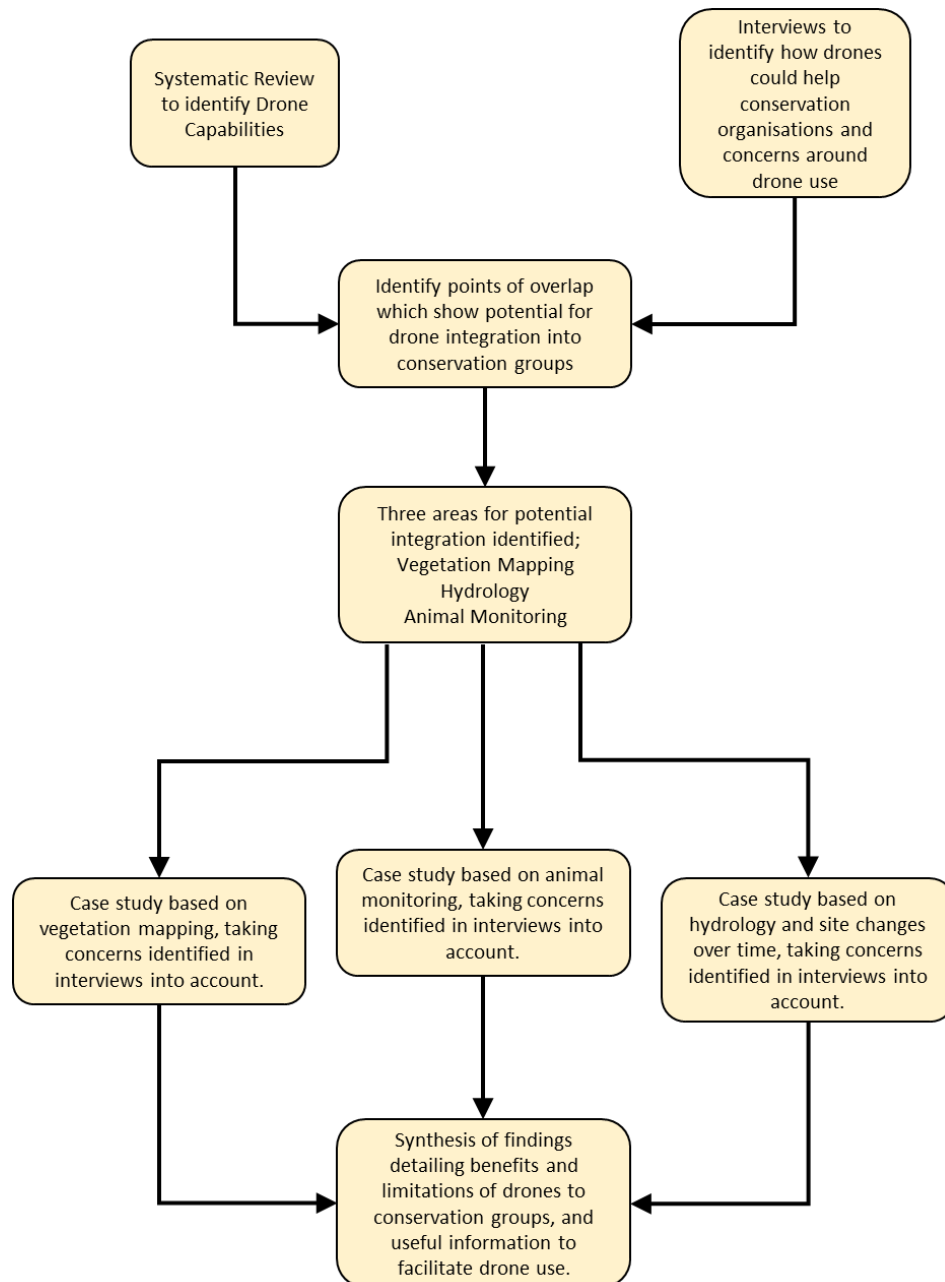 Systematic Review
to identify Drone
Capabilities
Interviews to
identify how drones
could help
conservation
organisations and
concerns around
drone use
Identify points of overlap
which show potential for
drone integration into
conservation groups
Three areas for potential
integration identified;
Vegetation Mapping
Hydrology
Animal Monitoring
Case study based on
vegetation mapping, taking
concerns identified in
interviews into account.
Case study based on animal
monitoring, taking concerns
identified in interviews into
account.
Case study based on
hydrology and site changes
over time, taking concerns
identified in interviews into
account.
Synthesis of findings
detailing benefits and
limitations of drones to
conservation groups, and
useful information to
facilitate drone use.